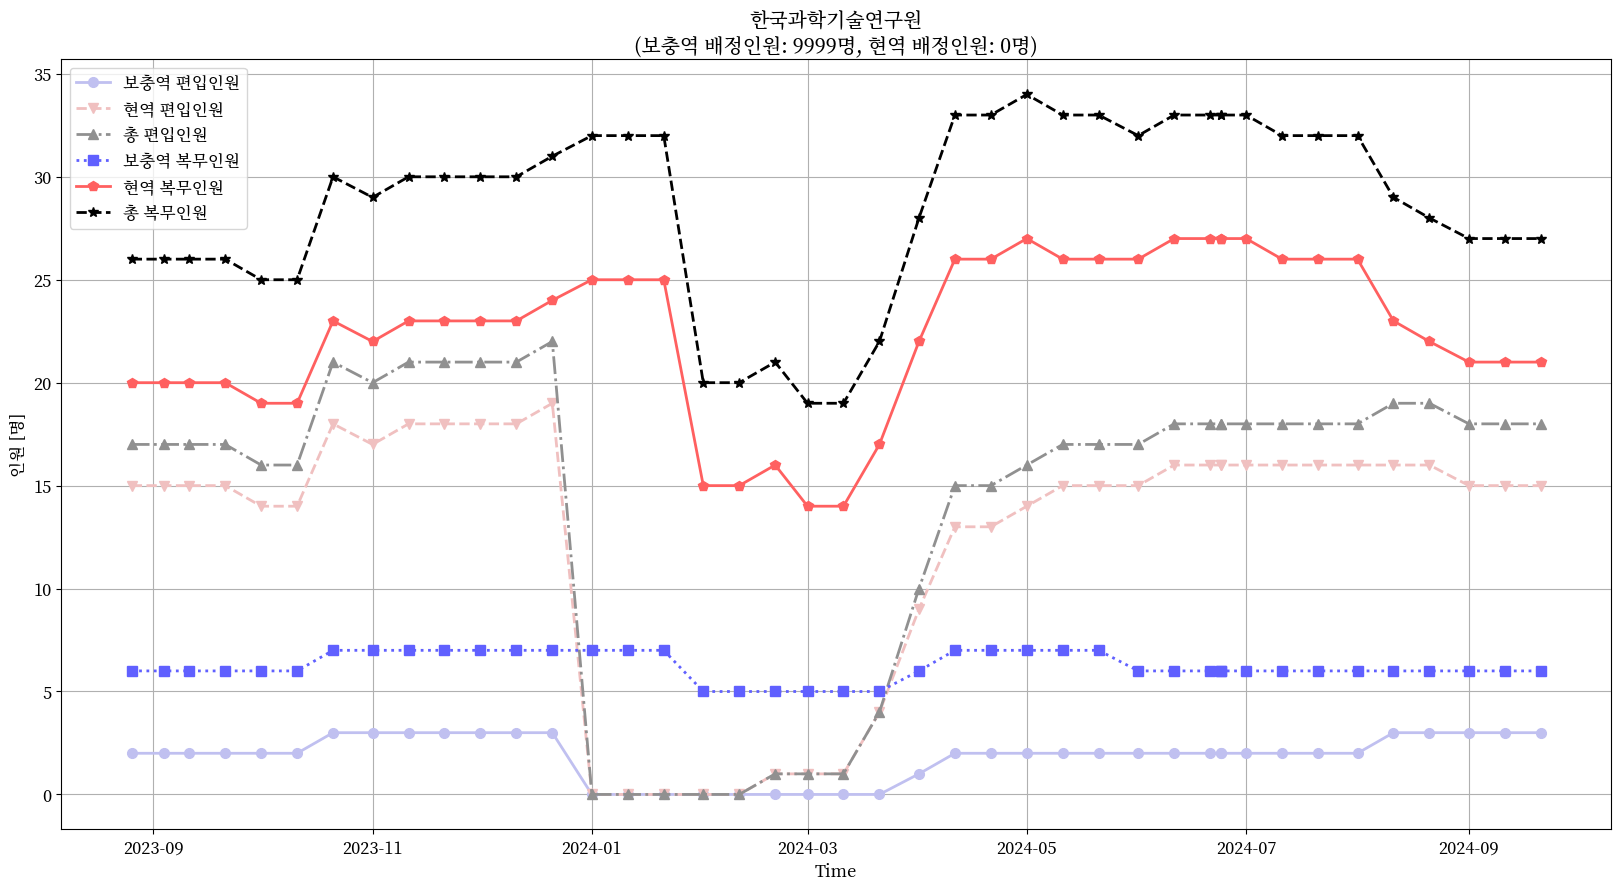 한국과학기술연구원
(보충역 배정인원: 9999명, 현역 배정인원: 0명)
35
30
25
20
15
10
5
0
인원 [명]
보충역 편입인원
현역 편입인원
총 편입인원
보충역 복무인원
현역 복무인원
총 복무인원
2023-09 2023-11 2024-01 2024-03 2024-05 2024-07 2024-09
Time